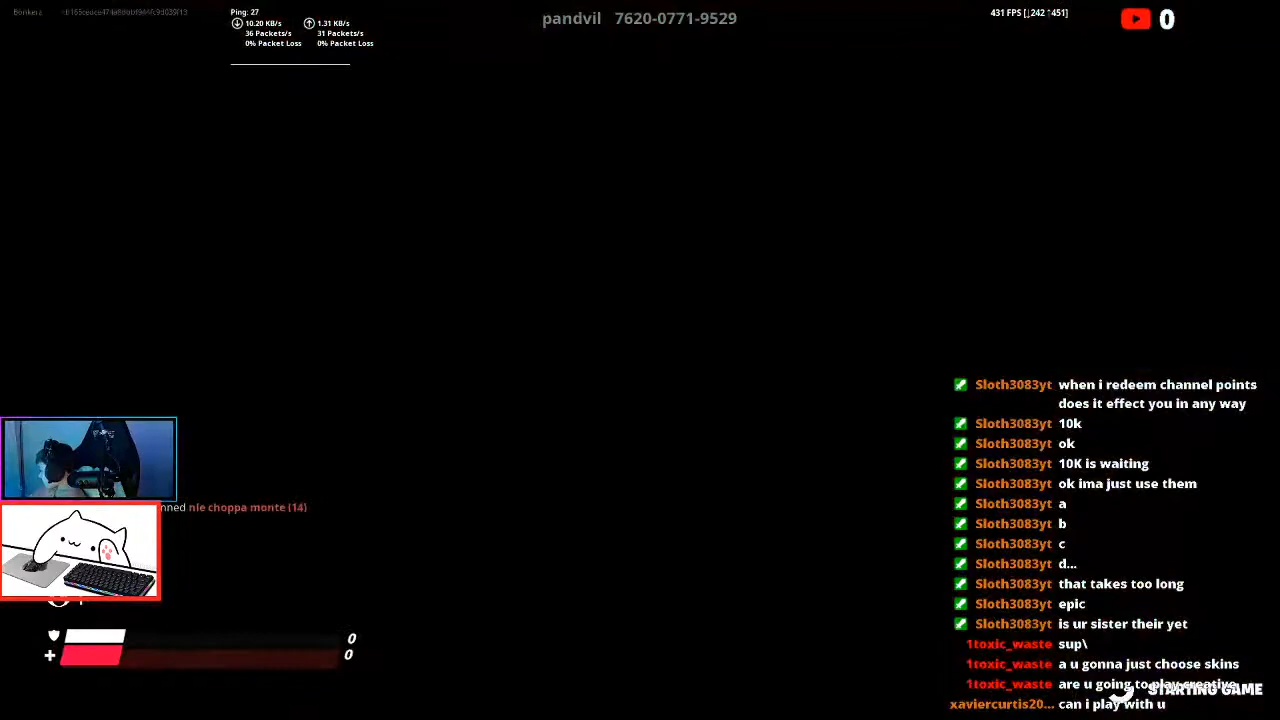 Ping: 27
10.20 KB/s 1.31 KB/s
36 Packets/s 31 Packets/s
0% Packet Loss 0% Packet Loss
pandvil 7620-0771-9529
431 FPS [↓242 ↑451]
0
Sloth3083yt when i redeem channel points
does it effect you in any way
Sloth3083yt 10k
Sloth3083yt ok
Sloth3083yt 10K is waiting
Sloth3083yt ok ima just use them
Sloth3083yt a
Sloth3083yt b
Sloth3083yt c
Sloth3083yt d...
Sloth3083yt that takes too long
Sloth3083yt epic
Sloth3083yt is ur sister their yet
1toxic_waste sup\
1toxic_waste a u gonna just choose skins
1toxic_waste are u going to play creative
xaviercurtis20... can i play with u
STARTING GAME
nned nle choppa monte (14)
0
0